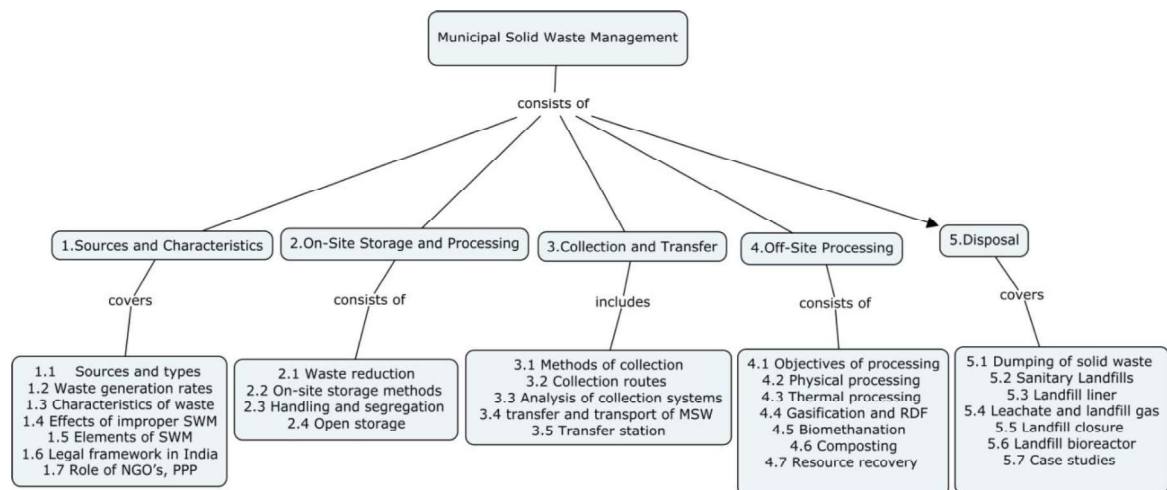 Municipal Solid Waste Management
consists of
1.Sources and Characteristics
2.On-Site Storage and Processing
3.Collection and Transfer
4.Off-Site Processing
5.Disposal
covers
consists of
includes
consists of
covers
1.1 Sources and types
1.2 Waste generation rates
1.3 Characteristics of waste
1.4 Effects of improper SWM
1.5 Elements of SWM
1.6 Legal framework in India
1.7 Role of NGO's, PPP
2.1 Waste reduction
2.2 On-site storage methods
2.3 Handling and segregation
2.4 Open storage
3.1 Methods of collection
3.2 Collection routes
3.3 Analysis of collection systems
3.4 transfer and transport of MSW
3.5 Transfer station
4.1 Objectives of processing
4.2 Physical processing
4.3 Thermal processing
4.4 Gasification and RDF
4.5 Biomethanation
4.6 Composting
4.7 Resource recovery
5.1 Dumping of solid waste
5.2 Sanitary Landfills
5.3 Landfill liner
5.4 Leachate and landfill gas
5.5 Landfill closure
5.6 Landfill bioreactor
5.7 Case studies